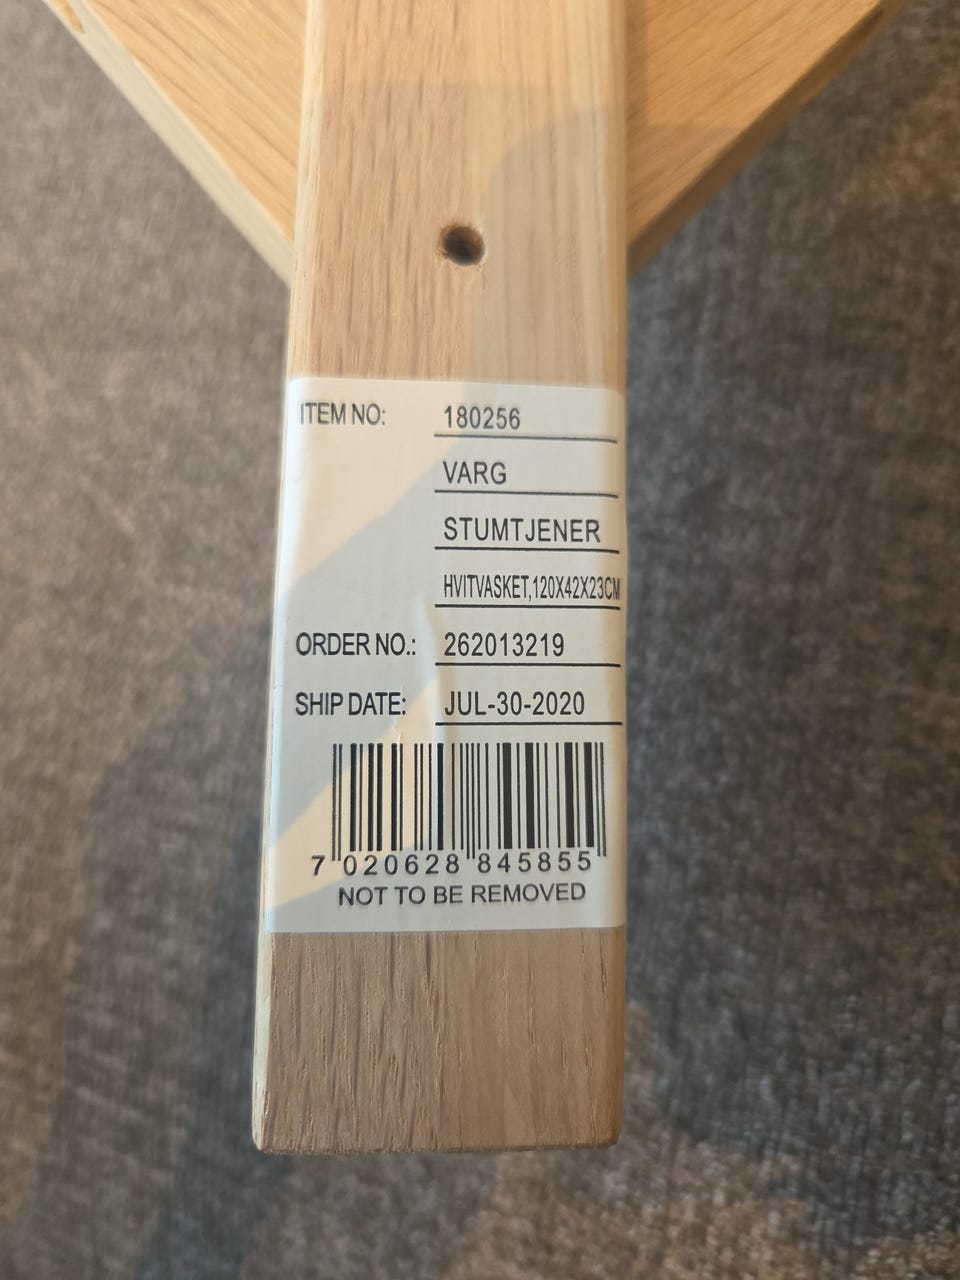 ITEM NO: 180256
VARG
STUMTJENER
HVITVASKET,120X42X23CM
ORDER NO.: 262013219
SHIP DATE: JUL-30-2020
7 020628 845855
NOT TO BE REMOVED